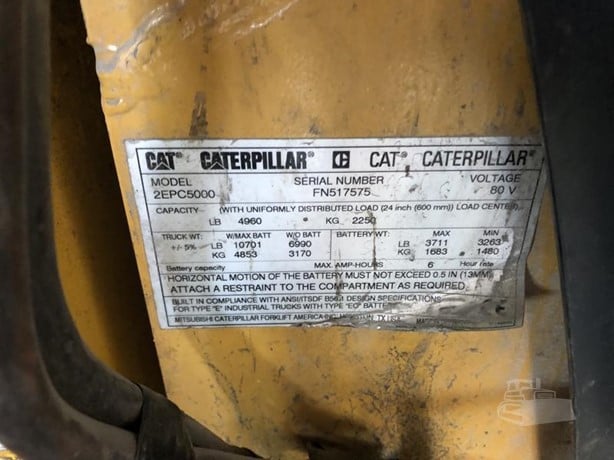 CAT® CATERPILLAR® C CAT® CATERPILLAR®
MODEL SERIAL NUMBER VOLTAGE
2EPC5000 FN517575 80 V
CAPACITY (WITH UNIFORMLY DISTRIBUTED LOAD (24 inch (600 mm)) LOAD CENTER)
LB 4960 KG 2250
TRUCK WT: W/MAX BATT W/O BATT BATTERY WT: MAX MIN
+/- 5% LB 10701 6990 LB 3711 3263
KG 4853 3170 KG 1683 1480
Battery capacity MAX. AMP-HOURS 6 Hour rate
HORIZONTAL MOTION OF THE BATTERY MUST NOT EXCEED 0.5 IN (13MM)
ATTACH A RESTRAINT TO THE COMPARTMENT AS REQUIRED.
BUILT IN COMPLIANCE WITH ANSI/ITSDF B56.1 DESIGN SPECIFICATIONS
FOR TYPE "E" INDUSTRIAL TRUCKS WITH TYPE "EO"
MITSUBISHI CATERPILLAR FORKLIFT AMERICA INC. HOUSTON, TX